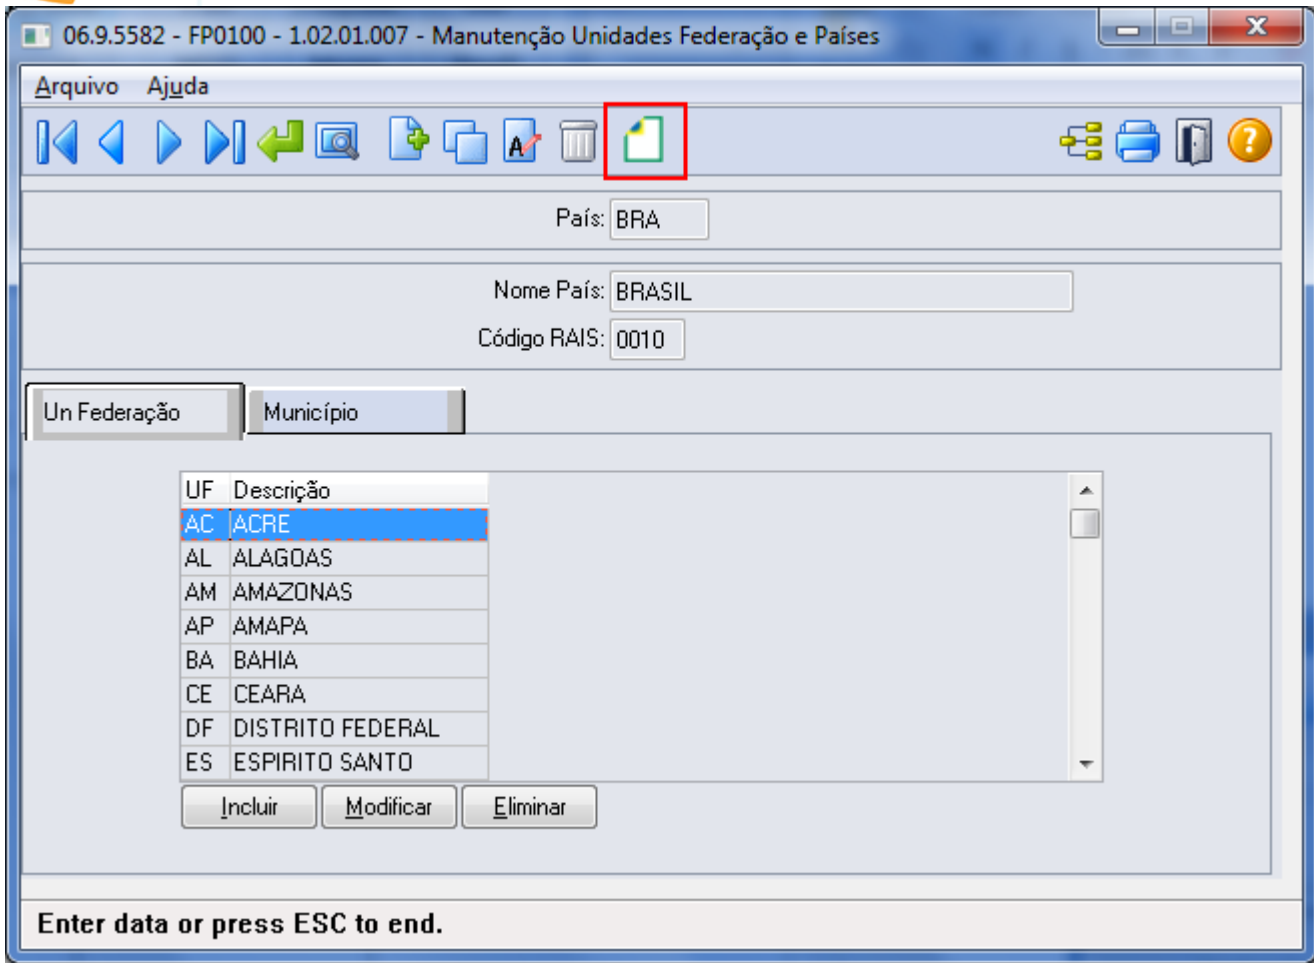 06.9.5582 - FP0100 - 1.02.01.007 - Manutenção Unidades Federação e Países
Arquivo Ajuda
País: BRA
Nome País: BRASIL
Código RAIS: 0010
Un Federação Município
UF Descrição
AC ACRE
AL ALAGOAS
AM AMAZONAS
AP AMAPA
BA BAHIA
CE CEARA
DF DISTRITO FEDERAL
ES ESPIRITO SANTO
Incluir Modificar Eliminar
Enter data or press ESC to end.